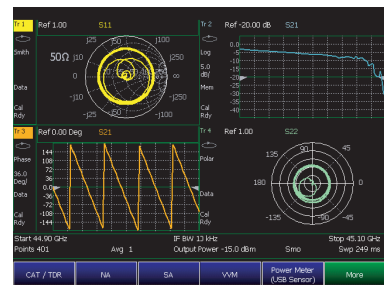 Tr 1 Ref 1.00 S11
Smith
50Ω
j10
j25
j50
j100
j250
∞
-j10
-j250
-j25
-j50
-j100
Data
Cal
Rdy
Tr 2 Ref -20.00 dB S21
Log
5.0
dB/
Mem
Cal
Rdy
0.0
-5
-10
-15
-20
-25
-30
-35
-40
Tr 3 Ref 0.00 Deg S21
Phase
36.0
Deg/
Data
Cal
Rdy
144
108
72
36
0.0
-36
-72
-108
-144
Tr 4 Ref 1.00 S22
Polar
Data
Cal
Rdy
90
45
0
-45
-90
-135
180
135
Start 44.90 GHz IF BW 13 kHz Stop 45.10 GHz
Points 401 Avg 1 Output Power -15.0 dBm Smo Swp 249 ms
CAT / TDR NA SA VVM Power Meter
(USB Sensor) More